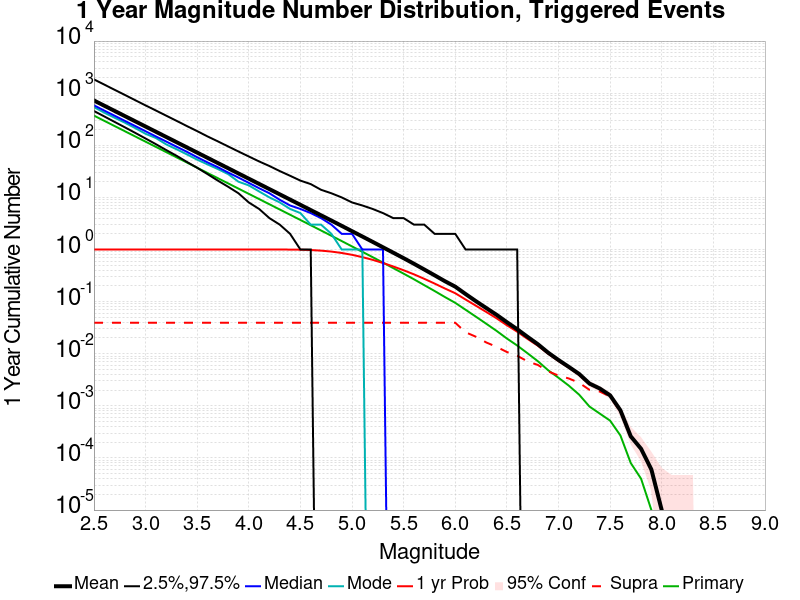 1 Year Magnitude Number Distribution, Triggered Events
1 Year Cumulative Number
10^4
10^3
10^2
10^1
10^0
10^-1
10^-2
10^-3
10^-4
10^-5
2.5 3.0 3.5 4.0 4.5 5.0 5.5 6.0 6.5 7.0 7.5 8.0 8.5 9.0
Magnitude
Mean 2.5%,97.5% Median Mode 1 yr Prob 95% Conf Supra Primary